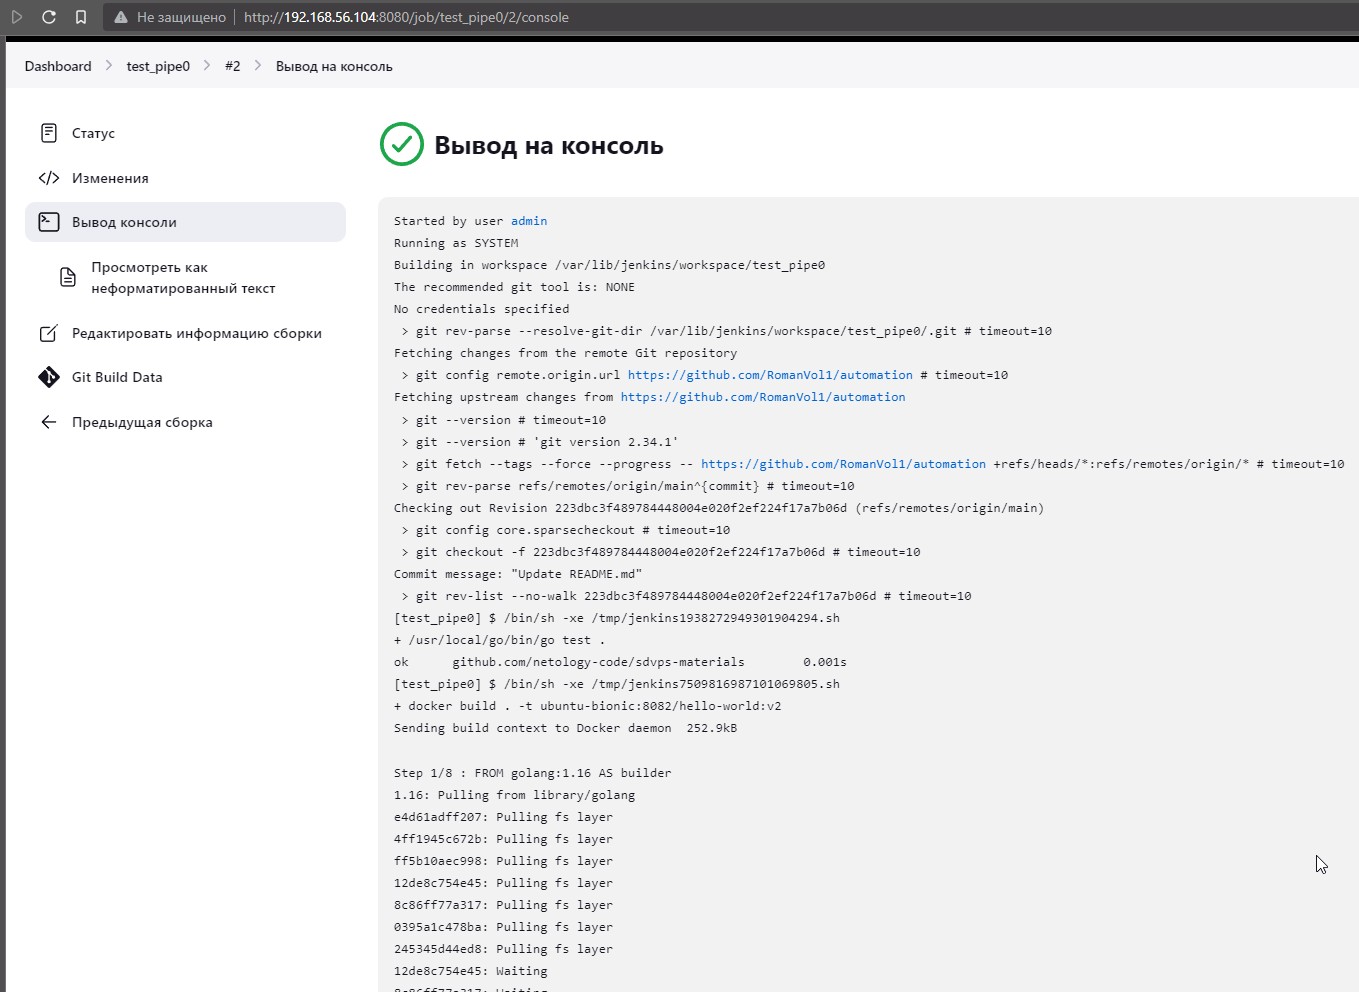 Не защищено http://192.168.56.104:8080/job/test_pipe0/2/console
Dashboard > test_pipe0 > #2 > Вывод на консоль
Статус
Изменения
Вывод консоли
Просмотреть как
неформатированный текст
Редактировать информацию сборки
Git Build Data
Предыдущая сборка
Вывод на консоль
Started by user admin
Running as SYSTEM
Building in workspace /var/lib/jenkins/workspace/test_pipe0
The recommended git tool is: NONE
No credentials specified
 > git rev-parse --resolve-git-dir /var/lib/jenkins/workspace/test_pipe0/.git # timeout=10
Fetching changes from the remote Git repository
 > git config remote.origin.url https://github.com/RomanVol1/automation # timeout=10
Fetching upstream changes from https://github.com/RomanVol1/automation
 > git --version # timeout=10
 > git --version # 'git version 2.34.1'
 > git fetch --tags --force --progress -- https://github.com/RomanVol1/automation +refs/heads/*:refs/remotes/origin/* # timeout=10
 > git rev-parse refs/remotes/origin/main^{commit} # timeout=10
Checking out Revision 223dbc3f489784448004e020f2ef224f17a7b06d (refs/remotes/origin/main)
 > git config core.sparsecheckout # timeout=10
 > git checkout -f 223dbc3f489784448004e020f2ef224f17a7b06d # timeout=10
Commit message: "Update README.md"
 > git rev-list --no-walk 223dbc3f489784448004e020f2ef224f17a7b06d # timeout=10
[test_pipe0] $ /bin/sh -xe /tmp/jenkins1938272949301904294.sh
+ /usr/local/go/bin/go test .
ok github.com/netology-code/sdvps-materials 0.001s
[test_pipe0] $ /bin/sh -xe /tmp/jenkins7509816987101069805.sh
+ docker build . -t ubuntu-bionic:8082/hello-world:v2
Sending build context to Docker daemon 252.9kB
Step 1/8 : FROM golang:1.16 AS builder
1.16: Pulling from library/golang
e4d61adff207: Pulling fs layer
4ff1945c672b: Pulling fs layer
ff5b10aec998: Pulling fs layer
12de8c754e45: Pulling fs layer
8c86ff77a317: Pulling fs layer
0395a1c478ba: Pulling fs layer
245345d44ed8: Pulling fs layer
12de8c754e45: Waiting